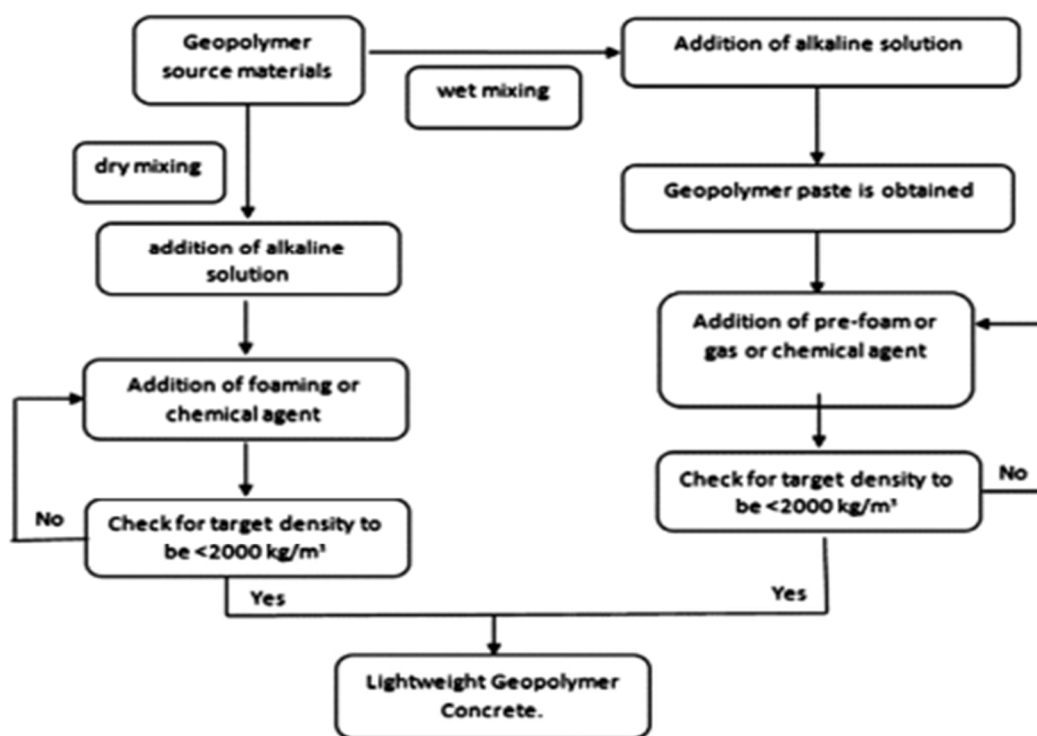 Geopolymer
source materials
wet mixing
Addition of alkaline solution
dry mixing
Geopolymer paste is obtained
addition of alkaline
solution
Addition of pre-foam or
gas or chemical agent
Addition of foaming or
chemical agent
Check for target density to
be <2000 kg/m³
No
No
Check for target density to
be <2000 kg/m³
Yes
Yes
Lightweight Geopolymer
Concrete.